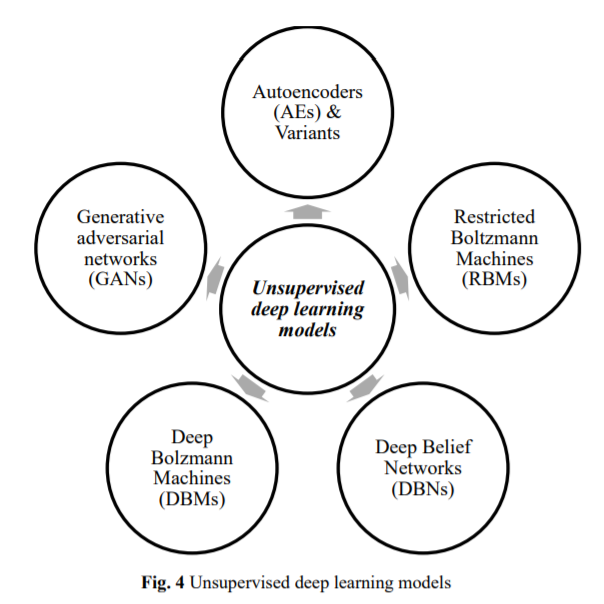 Autoencoders
(AEs) &
Variants
Generative
adversarial
networks
(GANs)
Restricted
Boltzmann
Machines
(RBMs)
Unsupervised
deep learning
models
Deep
Bolzmann
Machines
(DBMs)
Deep Belief
Networks
(DBNs)
Fig. 4 Unsupervised deep learning models